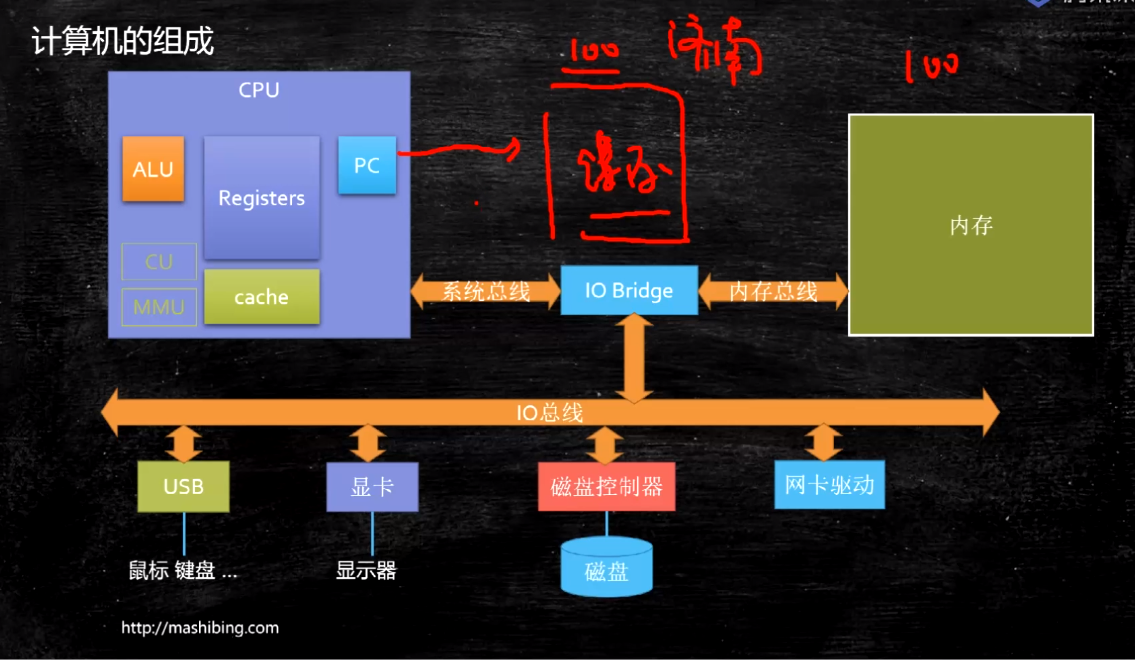 计算机的组成
100
济南
100
CPU
ALU
Registers
PC
缓存
内存
CU
MMU
cache
系统总线
IO Bridge
内存总线
IO总线
USB
显卡
磁盘控制器
网卡驱动
鼠标 键盘 ...
显示器
磁盘
http://mashibing.com